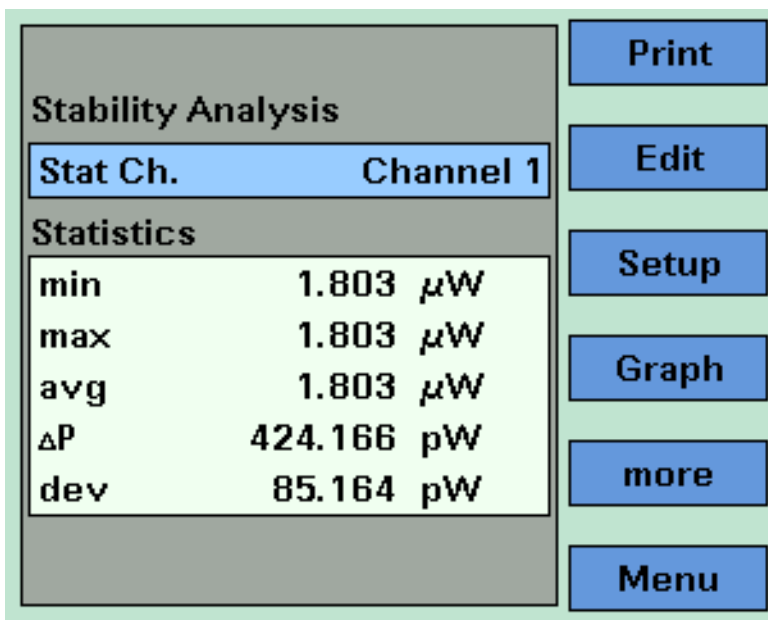 Stability Analysis
Stat Ch. Channel 1
Statistics
min 1.803 μW
max 1.803 μW
avg 1.803 μW
ΔP 424.166 pW
dev 85.164 pW
Print
Edit
Setup
Graph
more
Menu